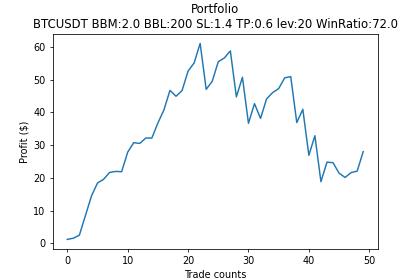 Portfolio
BTCUSDT BBM:2.0 BBL:200 SL:1.4 TP:0.6 lev:20 WinRatio:72.0
60
50
40
30
20
10
0
Profit ($)
0 10 20 30 40 50
Trade counts